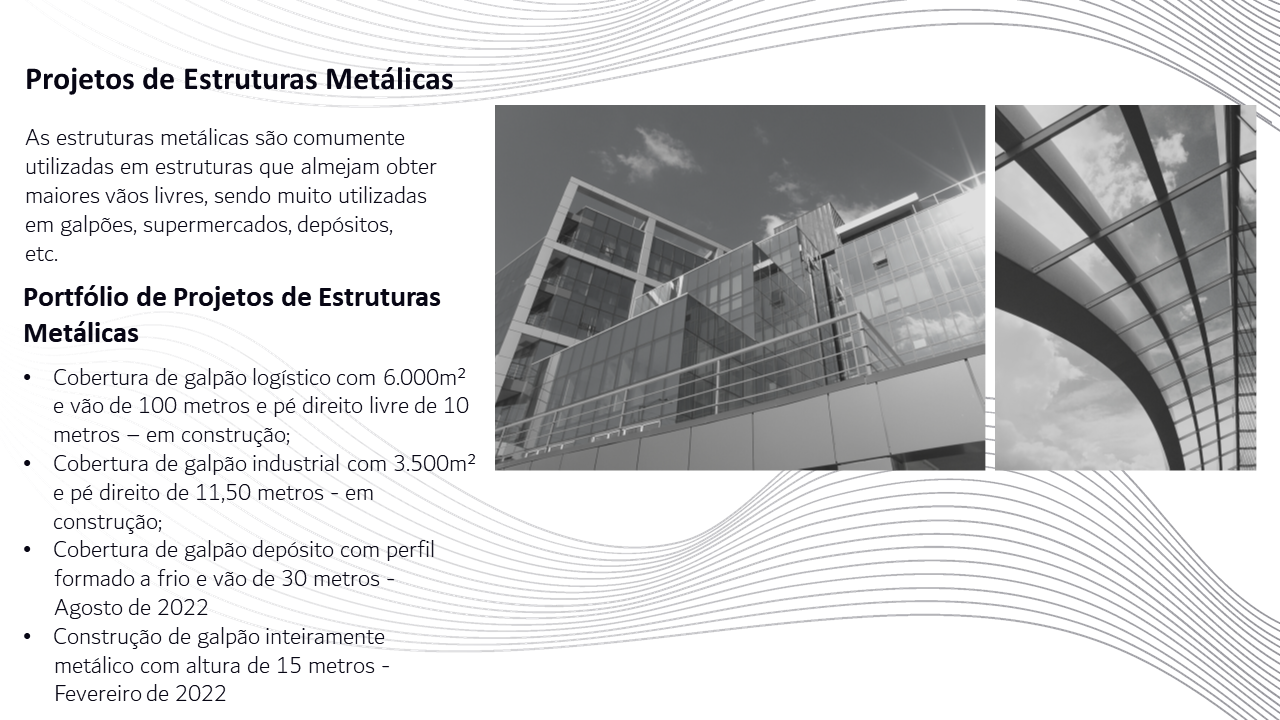 Projetos de Estruturas Metálicas
As estruturas metálicas são comumente
utilizadas em estruturas que almejam obter
maiores vãos livres, sendo muito utilizadas
em galpões, supermercados, depósitos,
etc.
Portfólio de Projetos de Estruturas
Metálicas
• Cobertura de galpão logístico com 6.000m²
e vão de 100 metros e pé direito livre de 10
metros – em construção;
• Cobertura de galpão industrial com 3.500m²
e pé direito de 11,50 metros - em
construção;
• Cobertura de galpão depósito com perfil
formado a frio e vão de 30 metros -
Agosto de 2022
• Construção de galpão inteiramente
metálico com altura de 15 metros -
Fevereiro de 2022